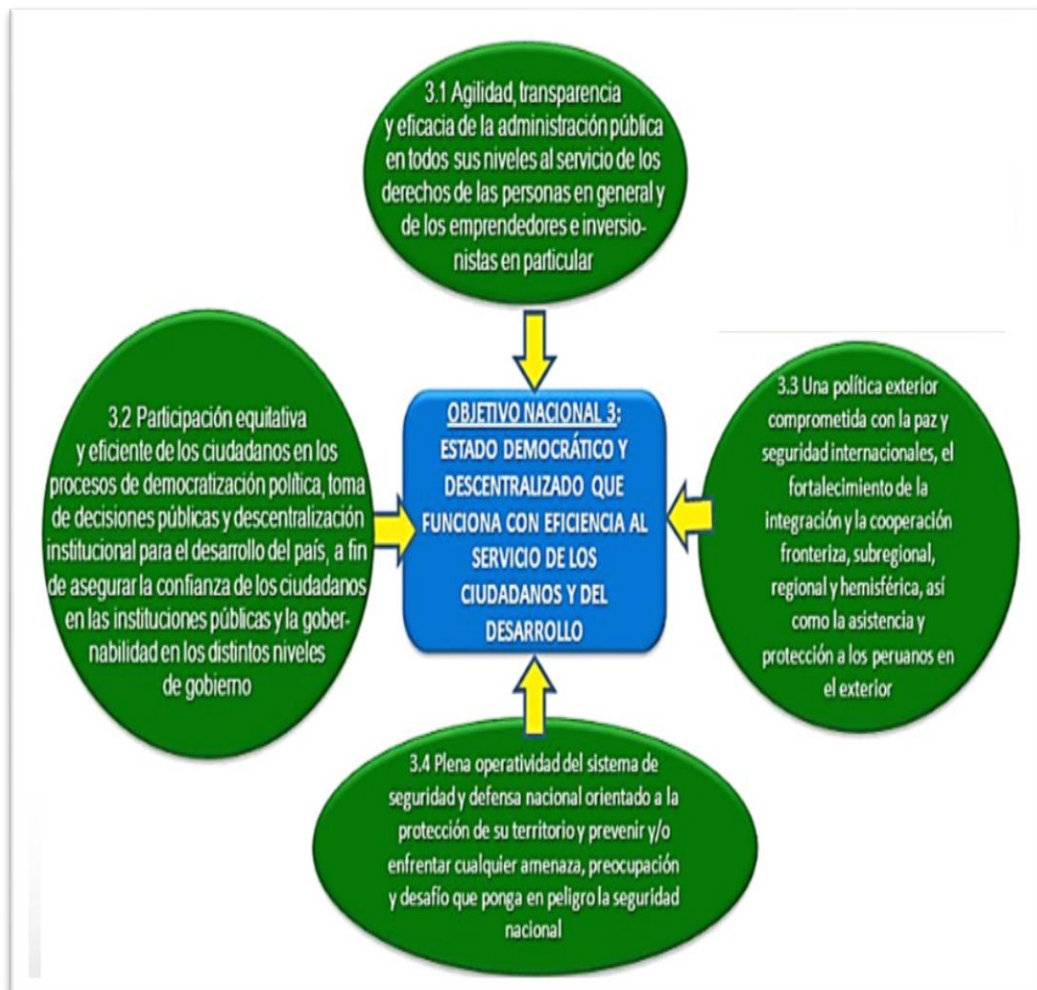 3.1 Agilidad, transparencia
y eficacia de la administración pública
en todos sus niveles al servicio de los
derechos de las personas en general y
de los emprendedores e inversio-
nistas en particular
3.2 Participación equitativa
y eficiente de los ciudadanos en los
procesos de democratización política, toma
de decisiones públicas y descentralización
institucional para el desarrollo del país, a fin
de asegurar la confianza de los ciudadanos
en las instituciones públicas y la gober-
nabilidad en los distintos niveles
de gobierno
OBJETIVO NACIONAL 3:
ESTADO DEMOCRÁTICO Y
DESCENTRALIZADO QUE
FUNCIONA CON EFICIENCIA AL
SERVICIO DE LOS
CIUDADANOS Y DEL
DESARROLLO
3.3 Una política exterior
comprometida con la paz y
seguridad internacionales, el
fortalecimiento de la
integración y la cooperación
fronteriza, subregional,
regional y hemisférica, así
como la asistencia y
protección a los peruanos en
el exterior
3.4 Plena operatividad del sistema de
seguridad y defensa nacional orientado a la
protección de su territorio y prevenir y/o
enfrentar cualquier amenaza, preocupación
y desafío que ponga en peligro la seguridad
nacional